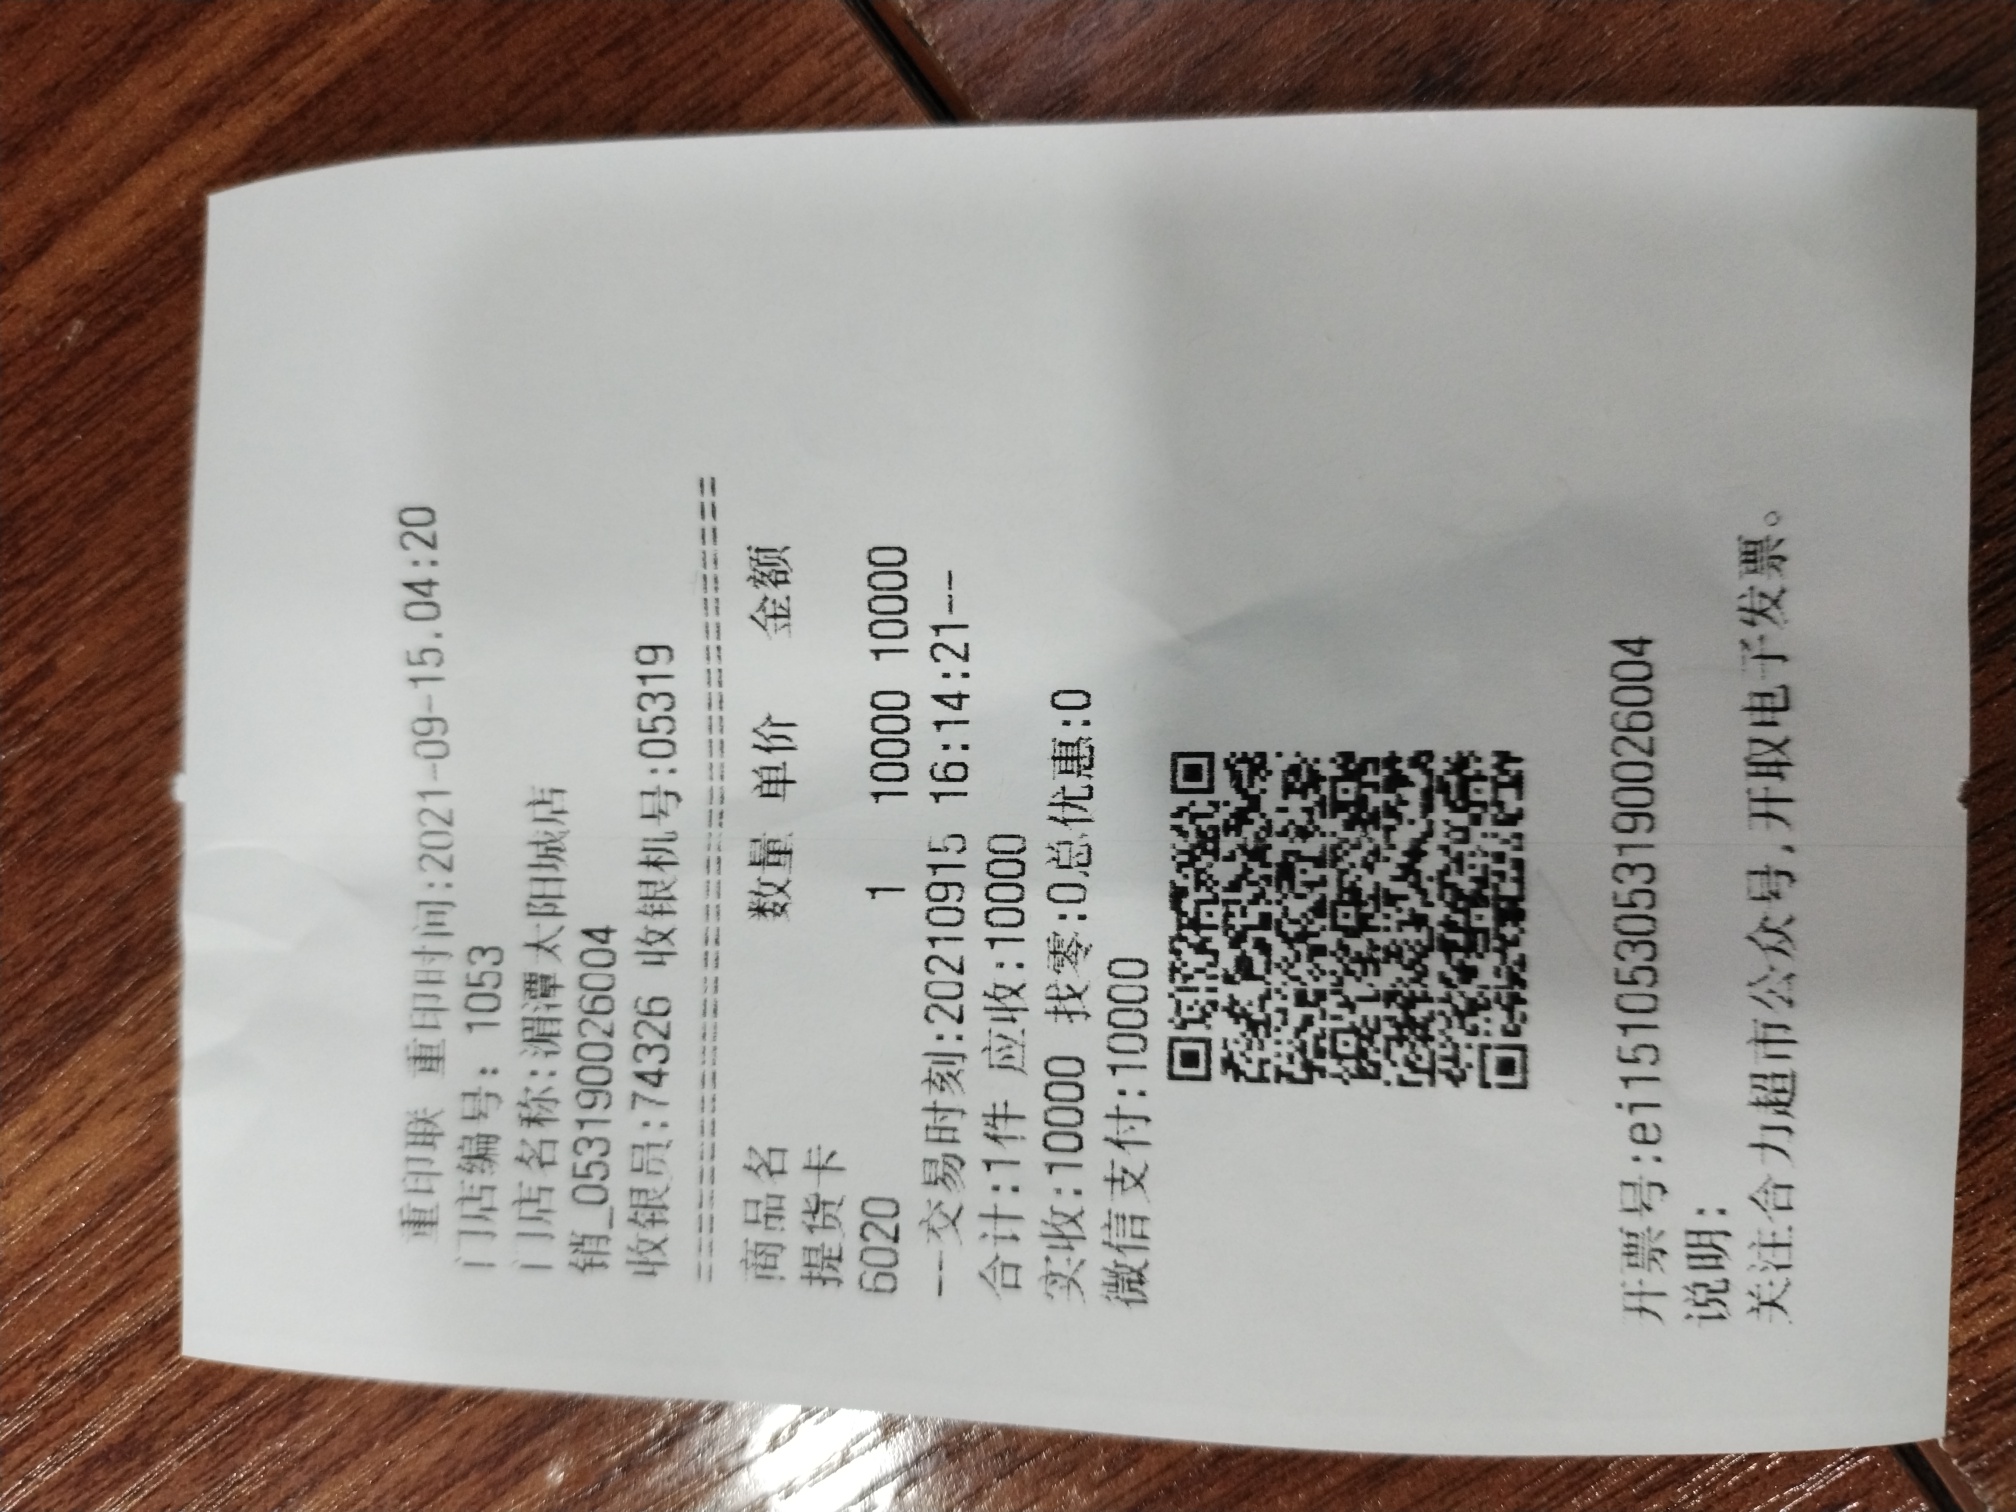 重印联 重印时间:2021-09-15.04:20
门店编号: 1053
门店名称:湄潭太阳城店
销_053190026004
收银员:74326 收银机号:05319
========================================
商品名 数量 单价 金额
提货卡
6020 1 10000 10000
--交易时刻:20210915 16:14:21--
合计:1件 应收:10000
实收:10000 找零:0总优惠:0
微信支付:10000
开票号:ei151053053190026004
说明:
关注合力超市公众号,开取电子发票。